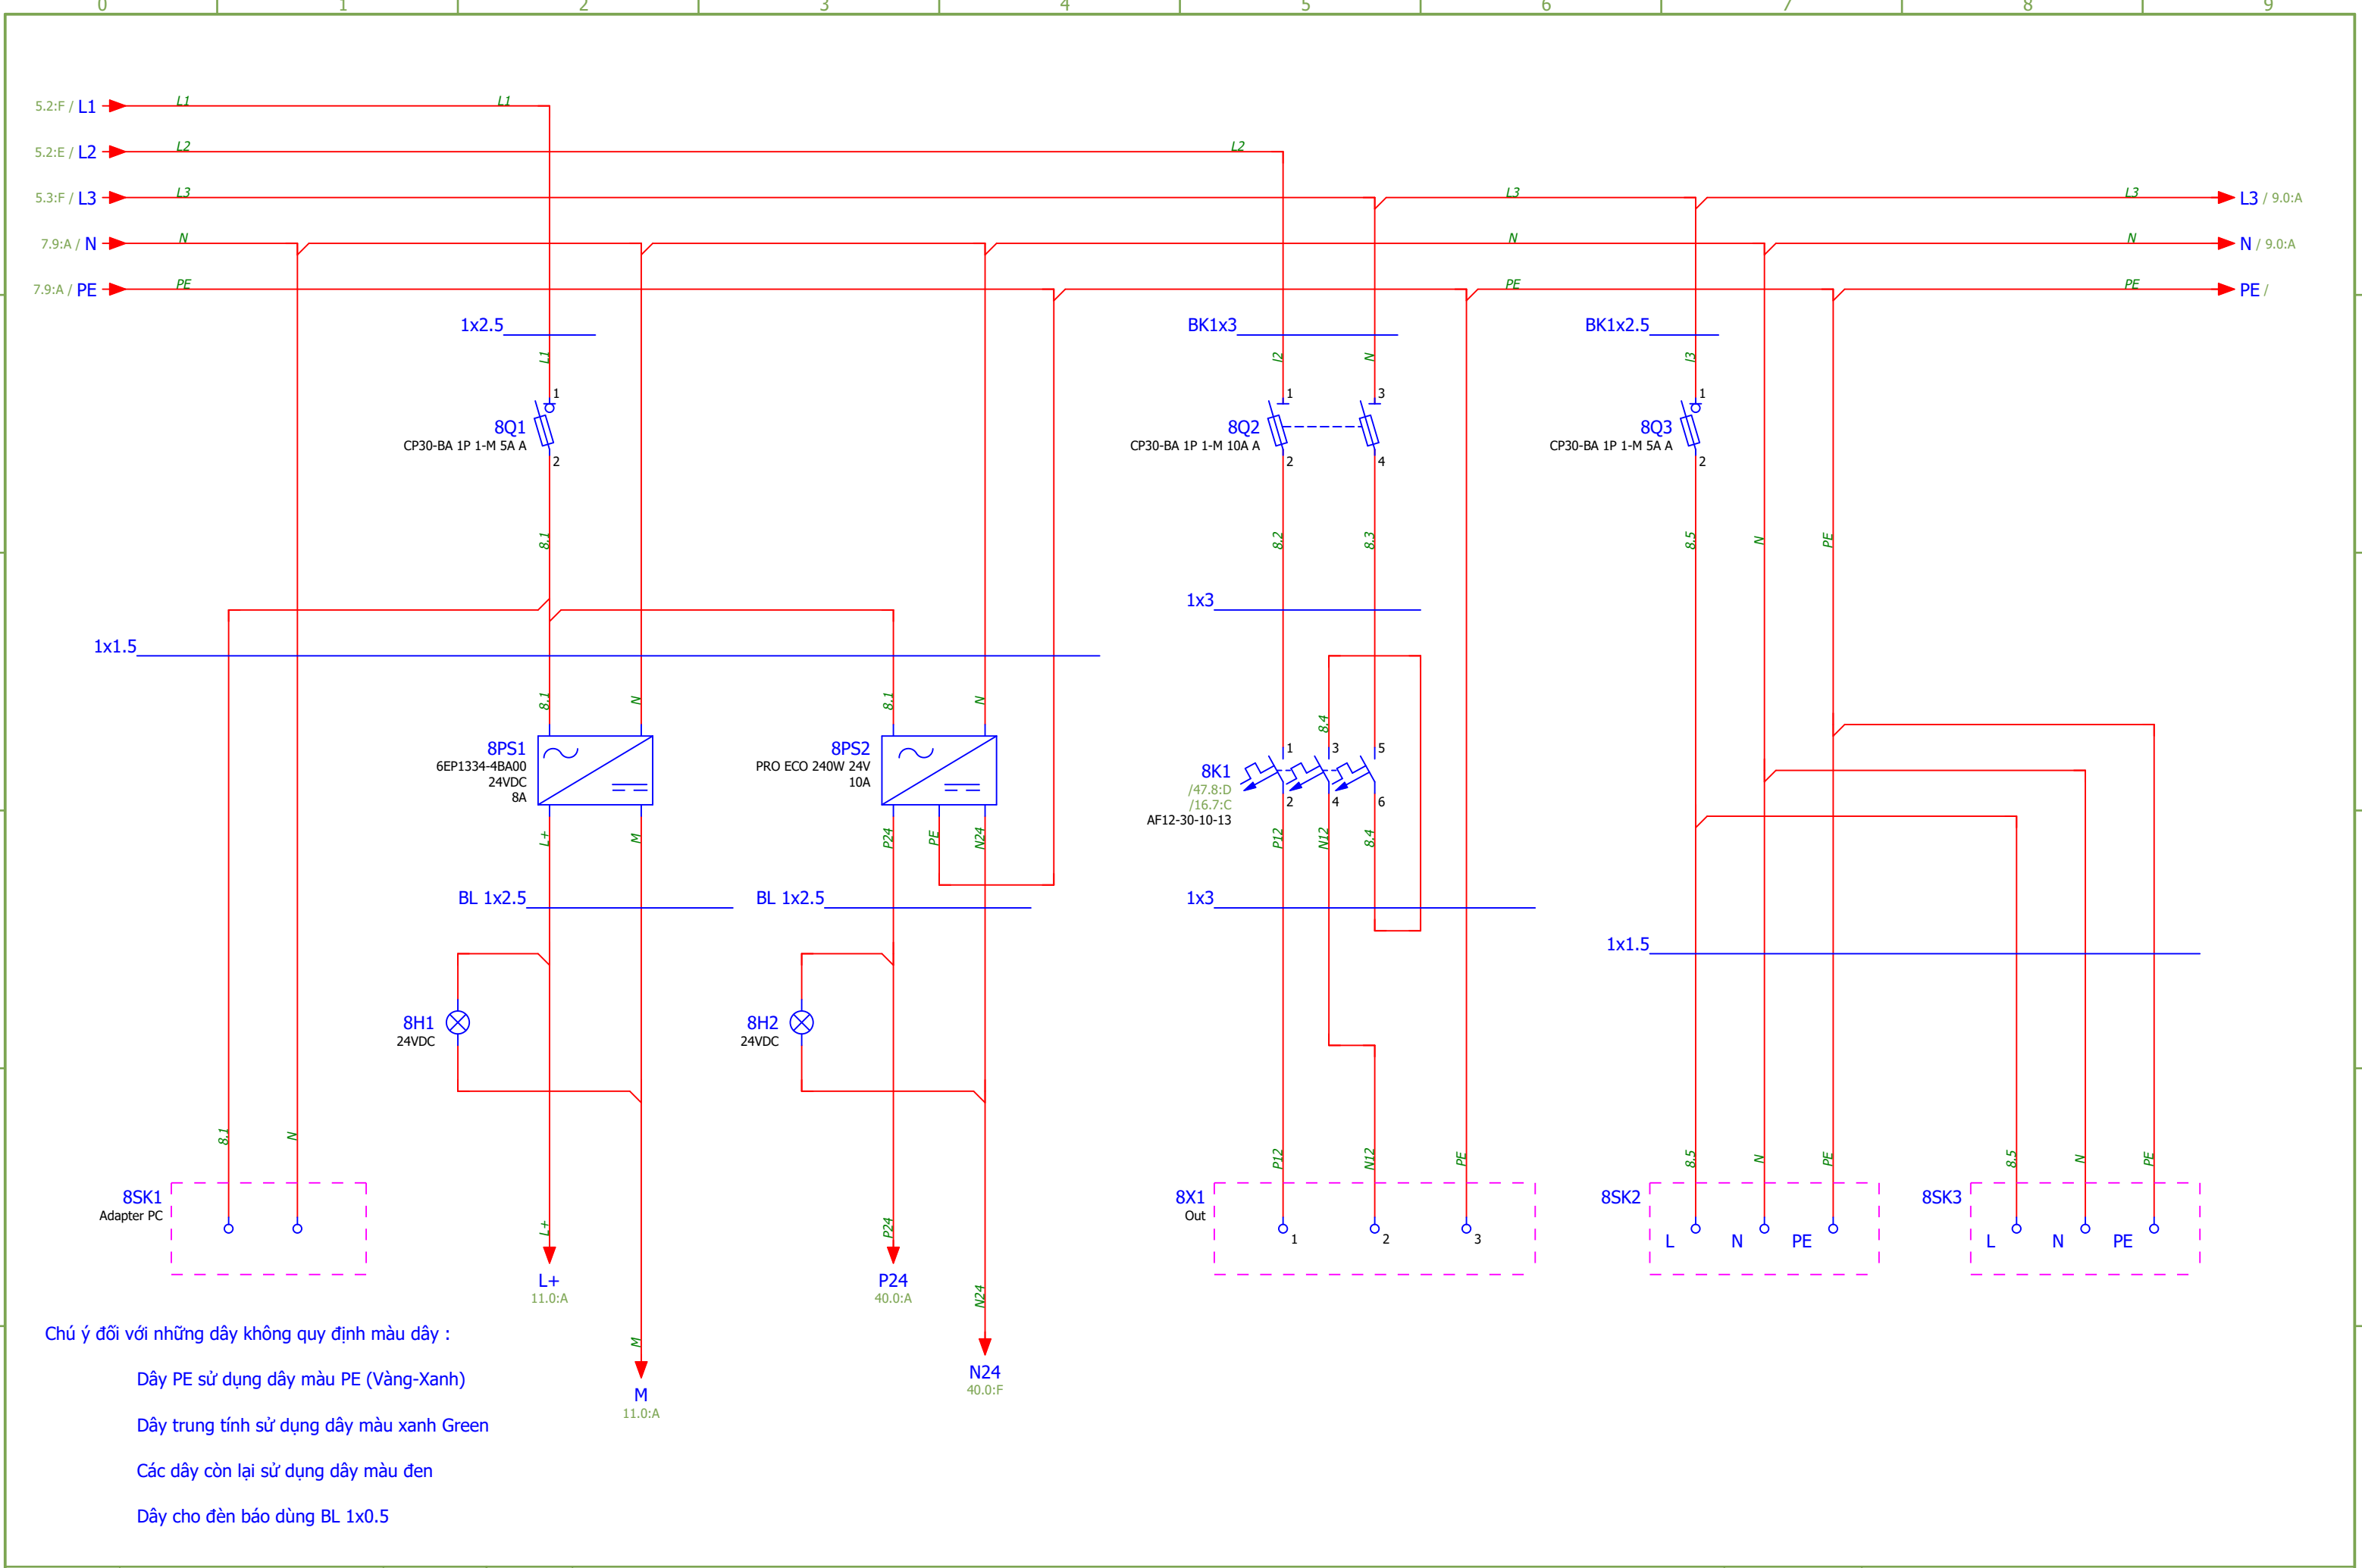 0 1 2 3 4 5 6 7 8 9
5.2:F / L1 L1 L1
5.2:E / L2 L2 L2
5.3:F / L3 L3 L3 L3 L3 / 9.0:A
7.9:A / N N N N N / 9.0:A
7.9:A / PE PE PE PE PE /
1x2.5 BK1x3 BK1x2.5
L1 l2 N l3
1 1 3 1
8Q1 8Q2 8Q3
CP30-BA 1P 1-M 5A A CP30-BA 1P 1-M 10A A CP30-BA 1P 1-M 5A A
2 2 4 2
8.1 8.2 8.3 8.5 N PE
1x3
1x1.5
8.1 N 8.1 N 8.4
8PS1
6EP1334-4BA00
24VDC
8A
8PS2
PRO ECO 240W 24V
10A
1 3 5
8K1
/47.8:D
/16.7:C
AF12-30-10-13
2 4 6
L+ M P24 PE N24 P12 N12 8.4
BL 1x2.5 BL 1x2.5 1x3
1x1.5
8H1
24VDC
8H2
24VDC
8.1 N P12 N12 PE 8.5 N PE 8.5 N PE
8SK1
Adapter PC
8X1
Out
1 2 3
8SK2
L N PE
8SK3
L N PE
L+ P24
L+
11.0:A
P24
40.0:A
N24
M
N24
40.0:F
M
11.0:A
Chú ý đối với những dây không quy định màu dây :
Dây PE sử dụng dây màu PE (Vàng-Xanh)
Dây trung tính sử dụng dây màu xanh Green
Các dây còn lại sử dụng dây màu đen
Dây cho đèn báo dùng BL 1x0.5